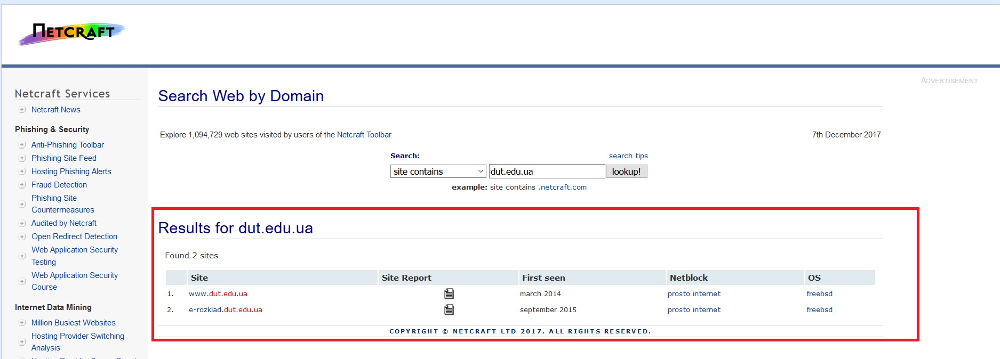 NETCRAFT
ADVERTISEMENT
Netcraft Services
Netcraft News
Phishing & Security
Anti-Phishing Toolbar
Phishing Site Feed
Hosting Phishing Alerts
Fraud Detection
Phishing Site
Countermeasures
Audited by Netcraft
Open Redirect Detection
Web Application Security
Testing
Web Application Security
Course
Internet Data Mining
Million Busiest Websites
Hosting Provider Switching
Analysis
Search Web by Domain
Explore 1,094,729 web sites visited by users of the Netcraft Toolbar 7th December 2017
Search: search tips
site contains dut.edu.ua lookup!
example: site contains .netcraft.com
Results for dut.edu.ua
Found 2 sites
Site Site Report First seen Netblock OS
1. www.dut.edu.ua march 2014 prosto internet freebsd
2. e-rozklad.dut.edu.ua september 2015 prosto internet freebsd
COPYRIGHT © NETCRAFT LTD 2017. ALL RIGHTS RESERVED.